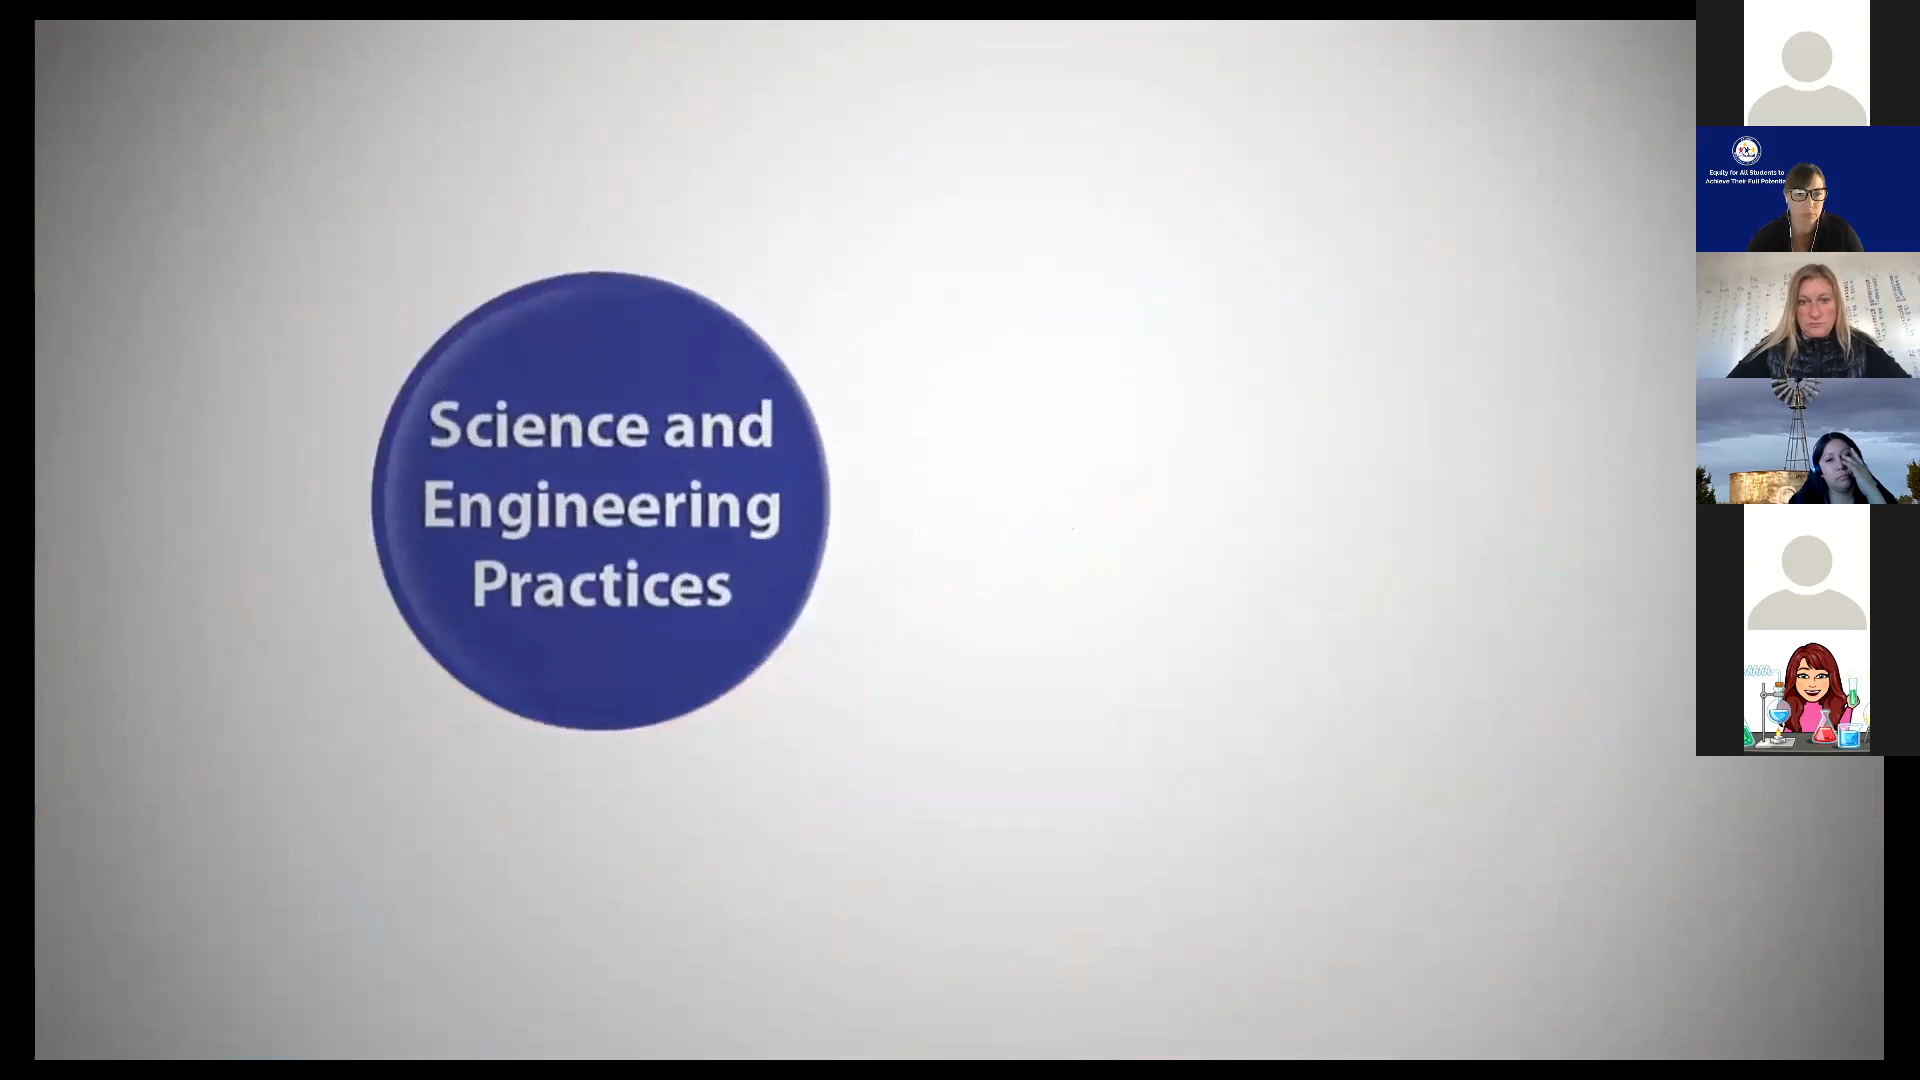 Science and
Engineering
Practices
Equity for All Students to
Achieve Their Full Potential